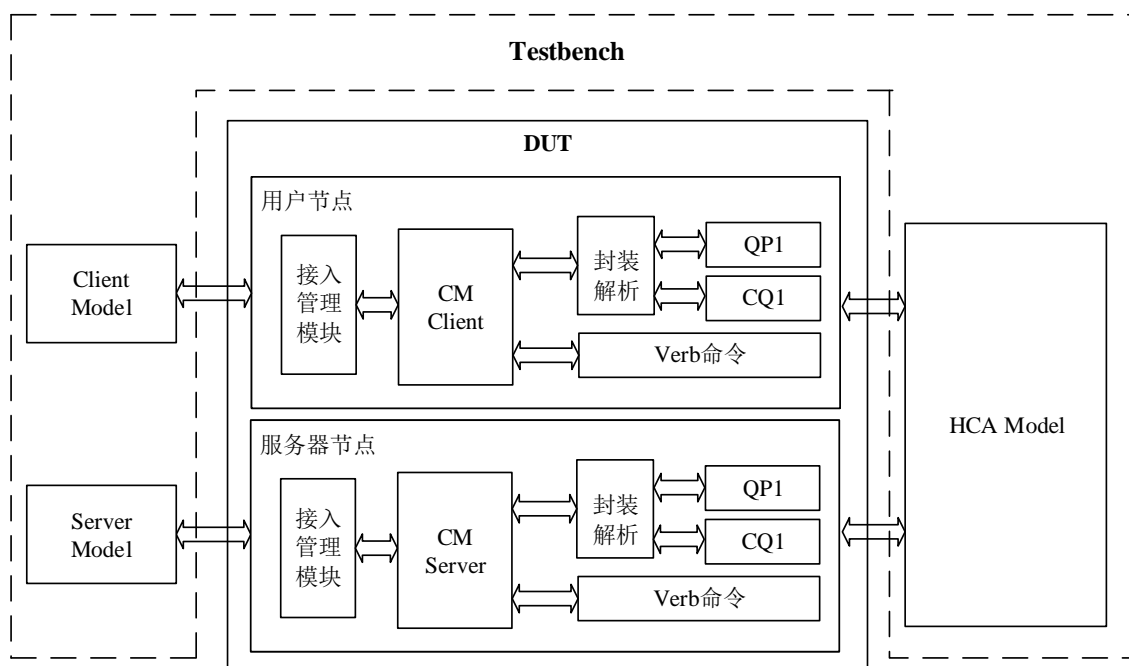 Testbench
DUT
Client
Model
用户节点
接入
管理
模块
CM
Client
封装
解析
QP1
CQ1
Verb命令
Server
Model
服务器节点
接入
管理
模块
CM
Server
封装
解析
QP1
CQ1
Verb命令
HCA Model